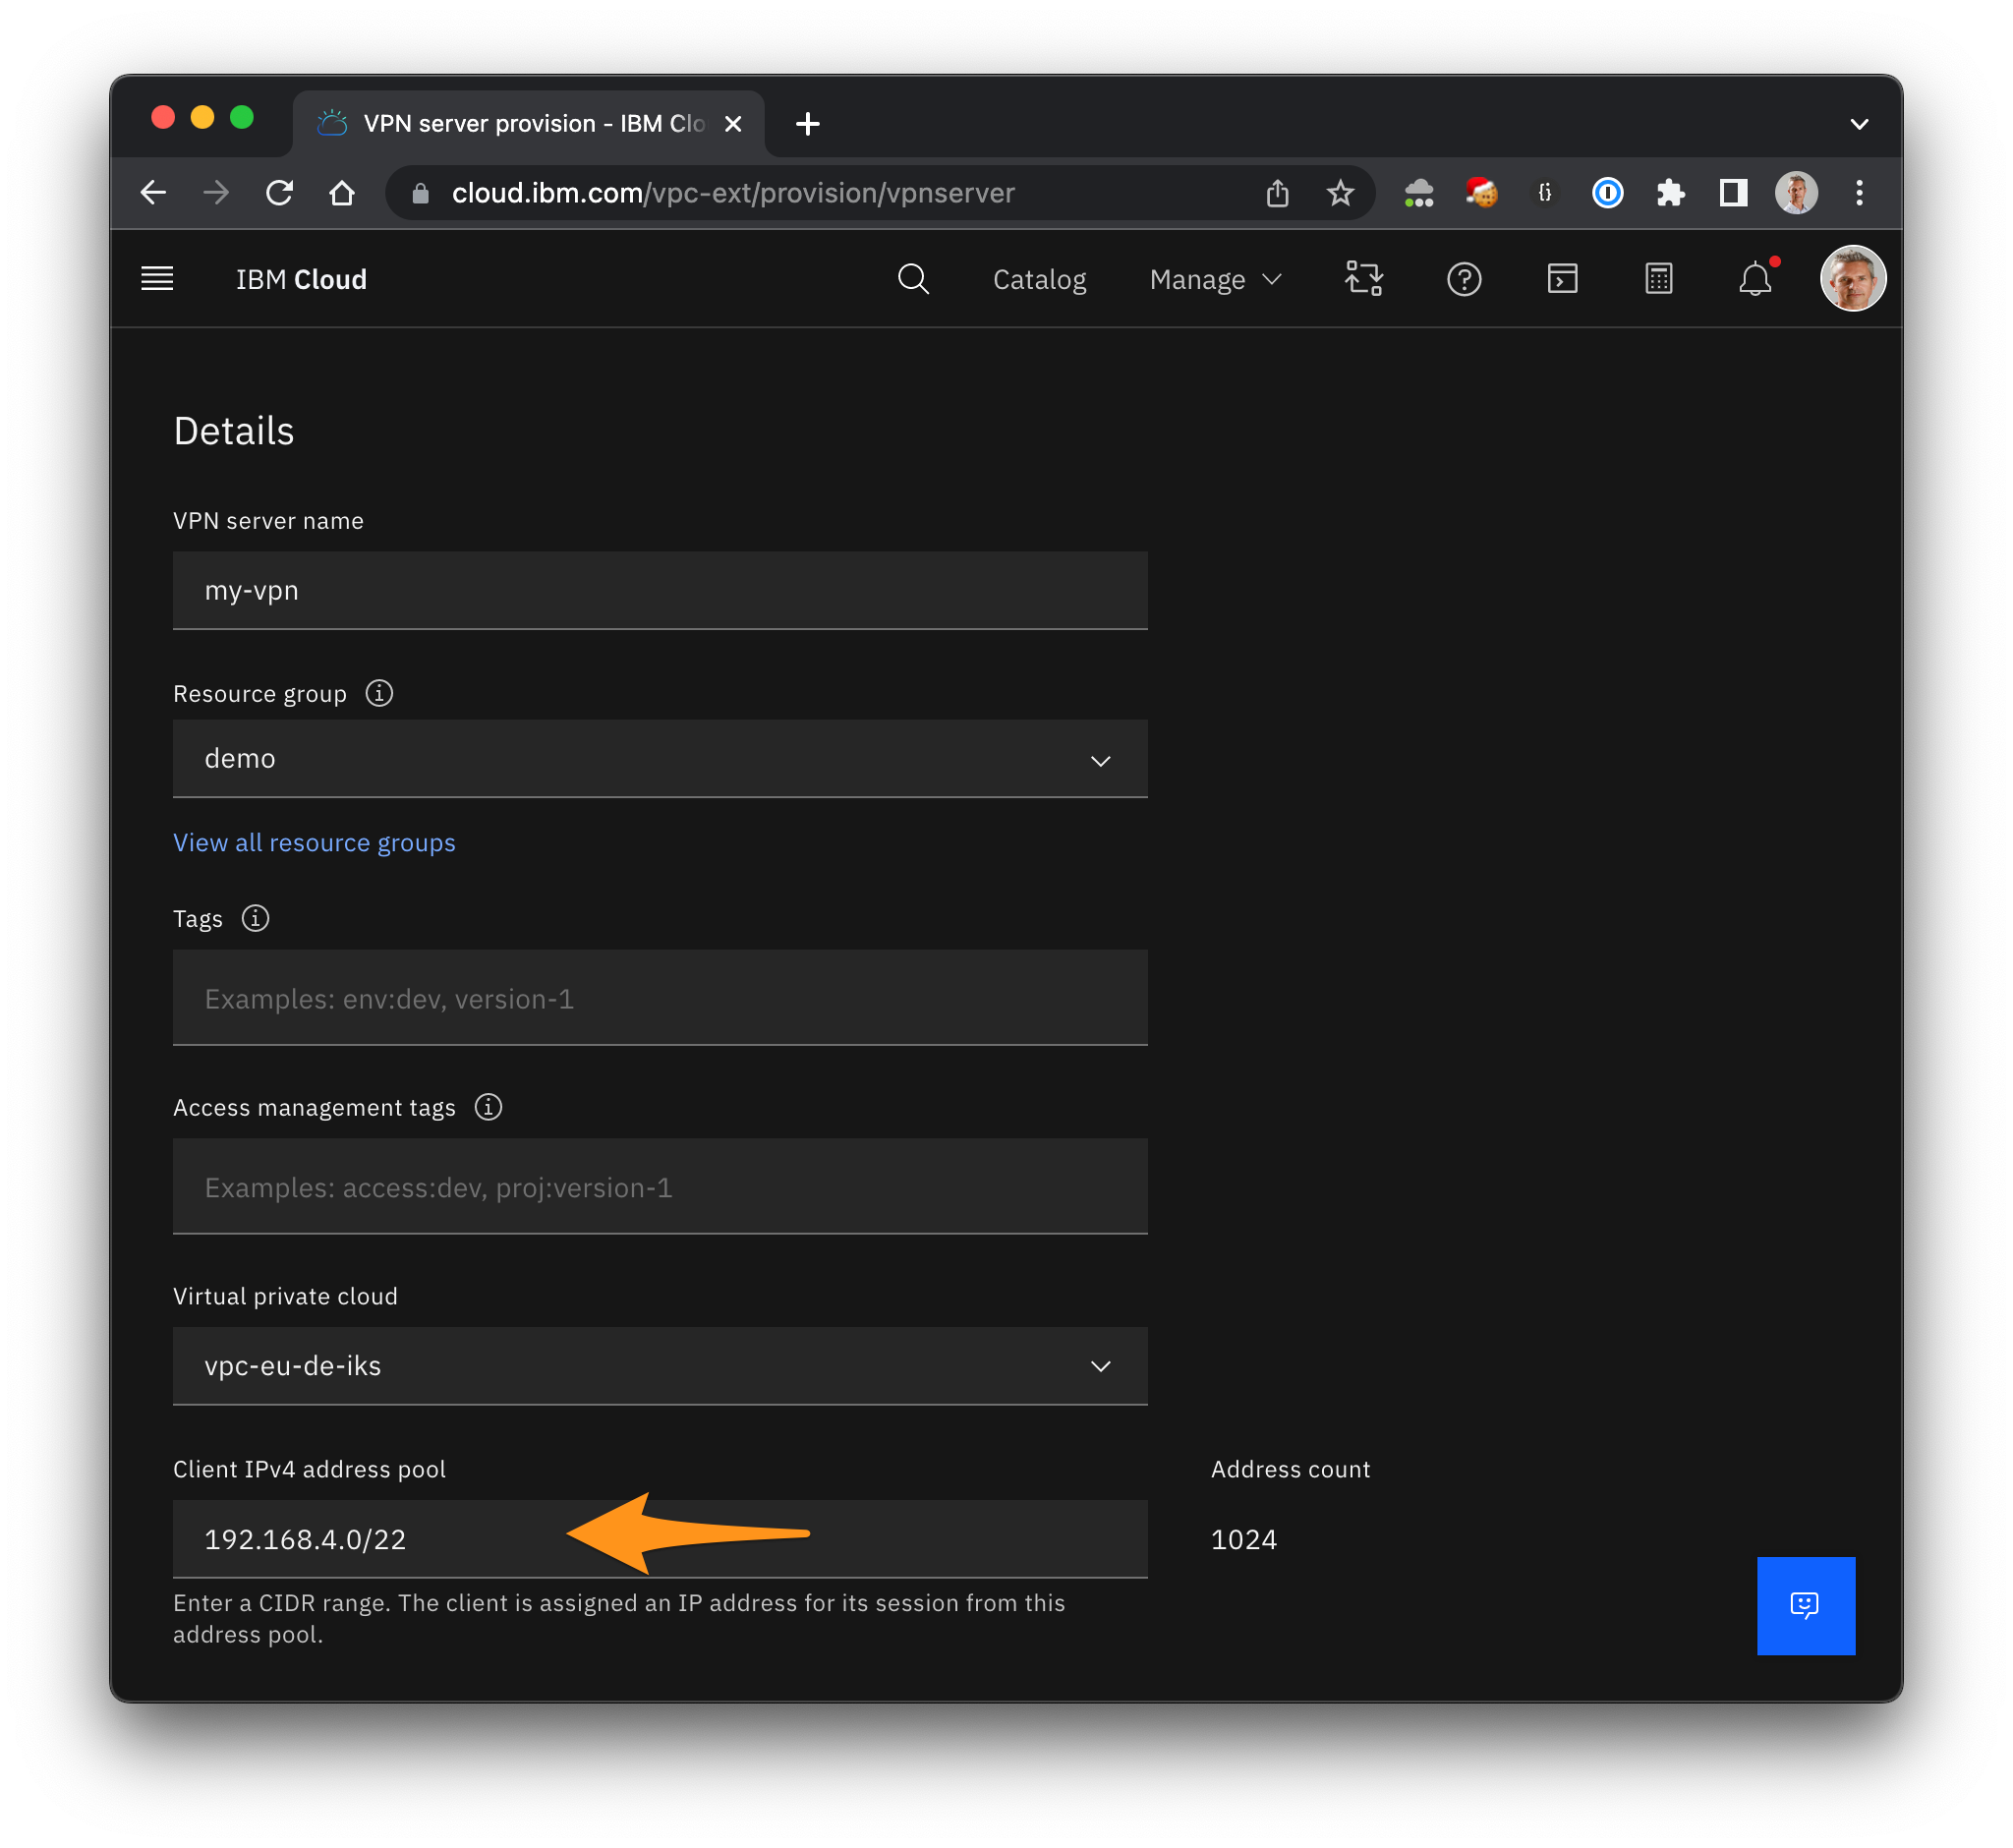 VPN server provision - IBM Clo
cloud.ibm.com/vpc-ext/provision/vpnserver
IBM Cloud
Catalog
Manage
Details
VPN server name
my-vpn
Resource group
demo
View all resource groups
Tags
Examples: env:dev, version-1
Access management tags
Examples: access:dev, proj:version-1
Virtual private cloud
vpc-eu-de-iks
Client IPv4 address pool
Address count
192.168.4.0/22
1024
Enter a CIDR range. The client is assigned an IP address for its session from this
address pool.